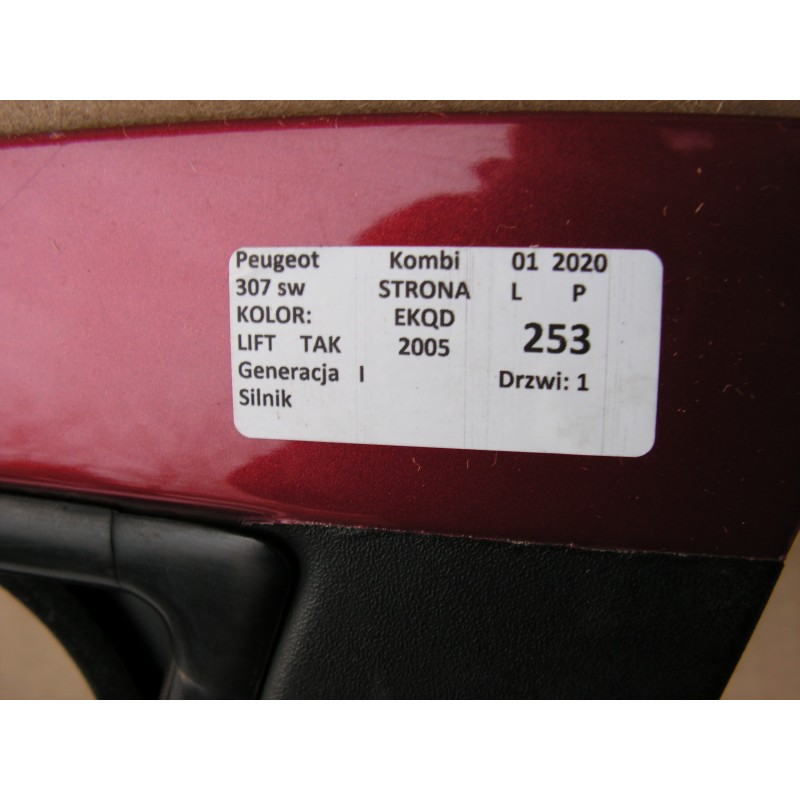 Peugeot Kombi 01 2020
307 sw STRONA L P
KOLOR: EKQD
LIFT TAK 2005 253
Generacja I Drzwi: 1
Silnik